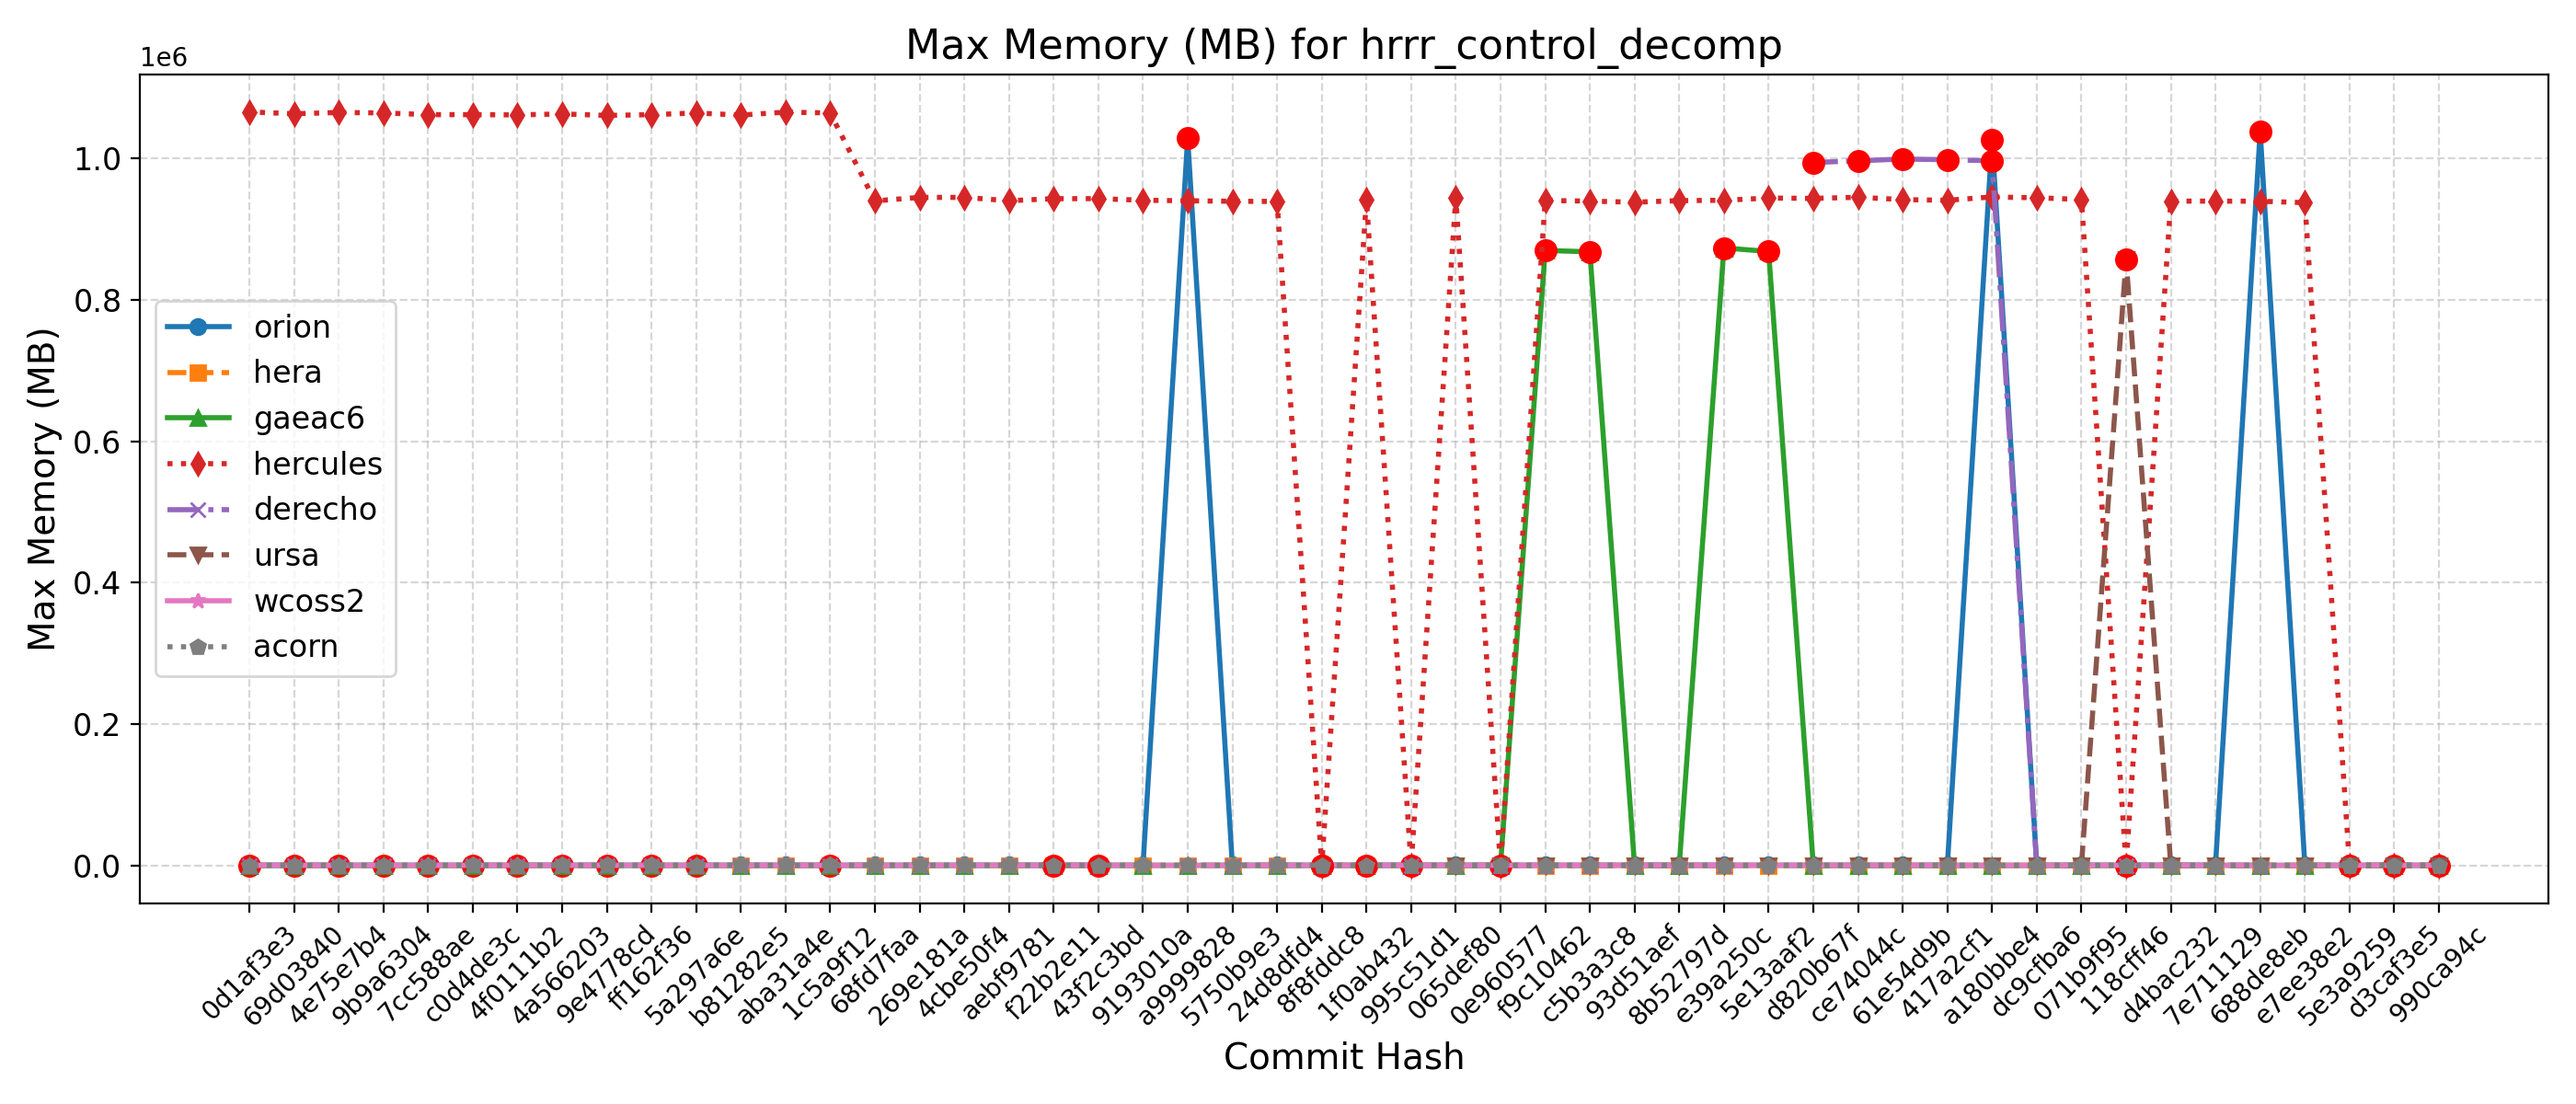 Max Memory (MB) for hrrr_control_decomp
1e6
1.0
0.8
0.6
0.4
0.2
0.0
Max Memory (MB)
orion
hera
gaeac6
hercules
derecho
ursa
wcoss2
acorn
0d1af3e3
69d03840
4e75e7b4
9b9a6304
7cc588ae
c0d4de3c
4f0111b2
4a566203
9e4778cd
ff162f36
5a297a6e
b81282e5
aba31a4e
1c5a9f12
68fd7faa
269e181a
4cbe50f4
aebf9781
f22b2e11
43f2c3bd
9193010a
a9999828
5750b9e3
24d8dfd4
8f8fddc8
1f0ab432
995c51d1
065def80
0e960577
f9c10462
c5b3a3c8
93d51aef
8b52797d
e39a250c
5e13aaf2
d820b67f
ce74044c
61e54d9b
417a2cf1
a180bbe4
dc9cfba6
071b9f95
118cff46
d4bac232
7e711129
688de8eb
e7ee38e2
5e3a9259
d3caf3e5
990ca94c
Commit Hash